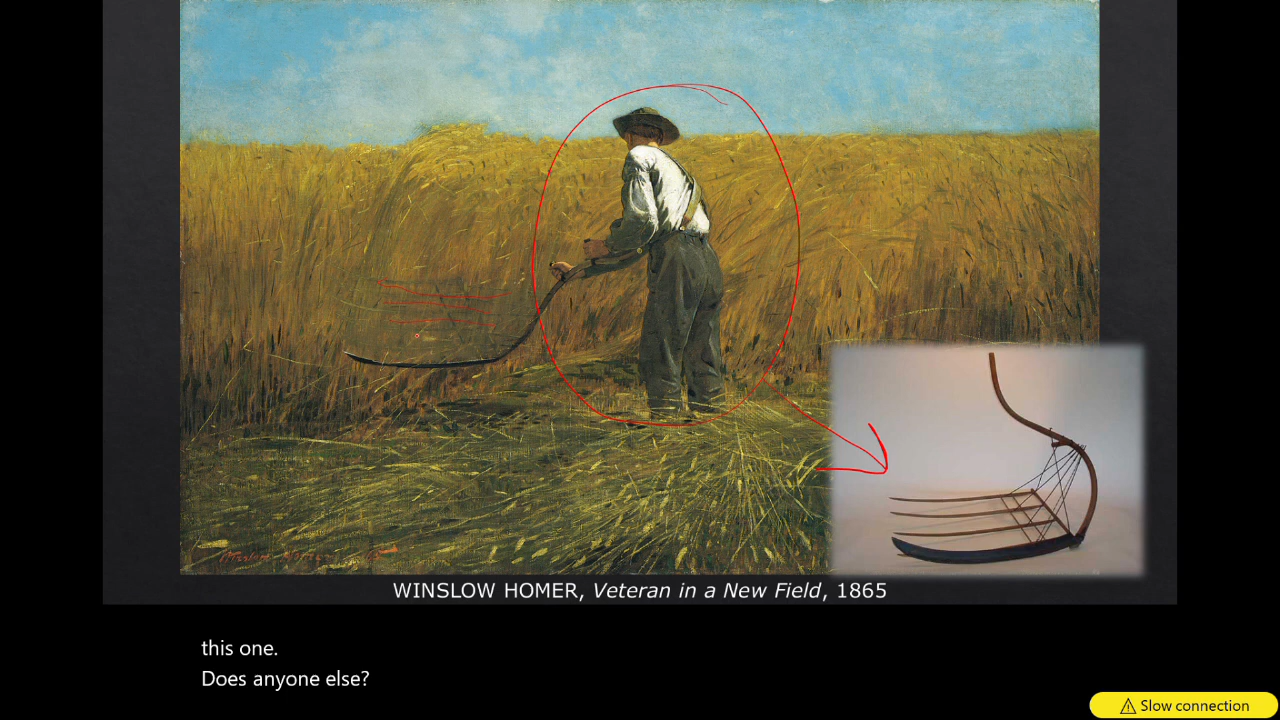 WINSLOW HOMER, Veteran in a New Field, 1865
this one.
Does anyone else?
Slow connection